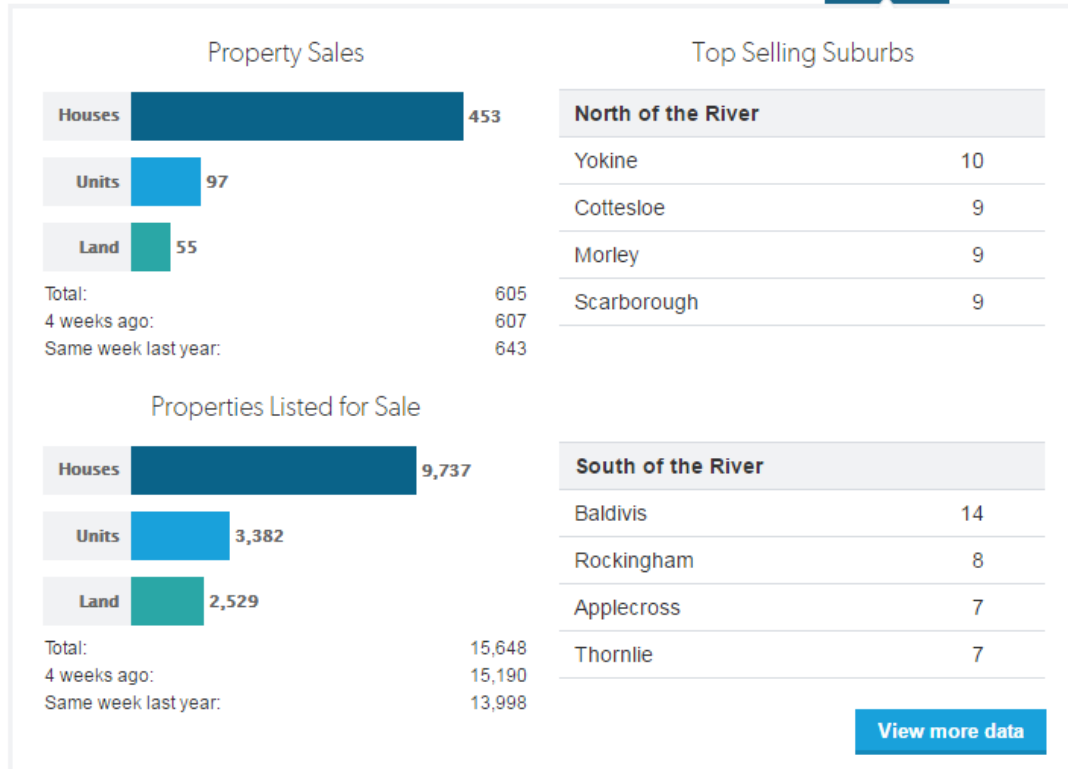 Property Sales
Houses 453
Units 97
Land 55
Total: 605
4 weeks ago: 607
Same week last year: 643
Properties Listed for Sale
Houses 9,737
Units 3,382
Land 2,529
Total: 15,648
4 weeks ago: 15,190
Same week last year: 13,998
Top Selling Suburbs
North of the River
Yokine 10
Cottesloe 9
Morley 9
Scarborough 9
South of the River
Baldivis 14
Rockingham 8
Applecross 7
Thornlie 7
View more data